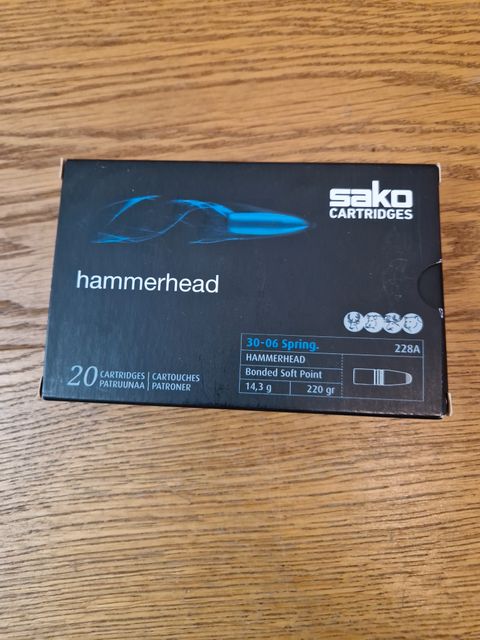 sako
CARTRIDGES
hammerhead
30-06 Spring. 228A
HAMMERHEAD
Bonded Soft Point
14,3 g 220 gr
20 CARTRIDGES | CARTOUCHES
PATRUUNAA | PATRONER